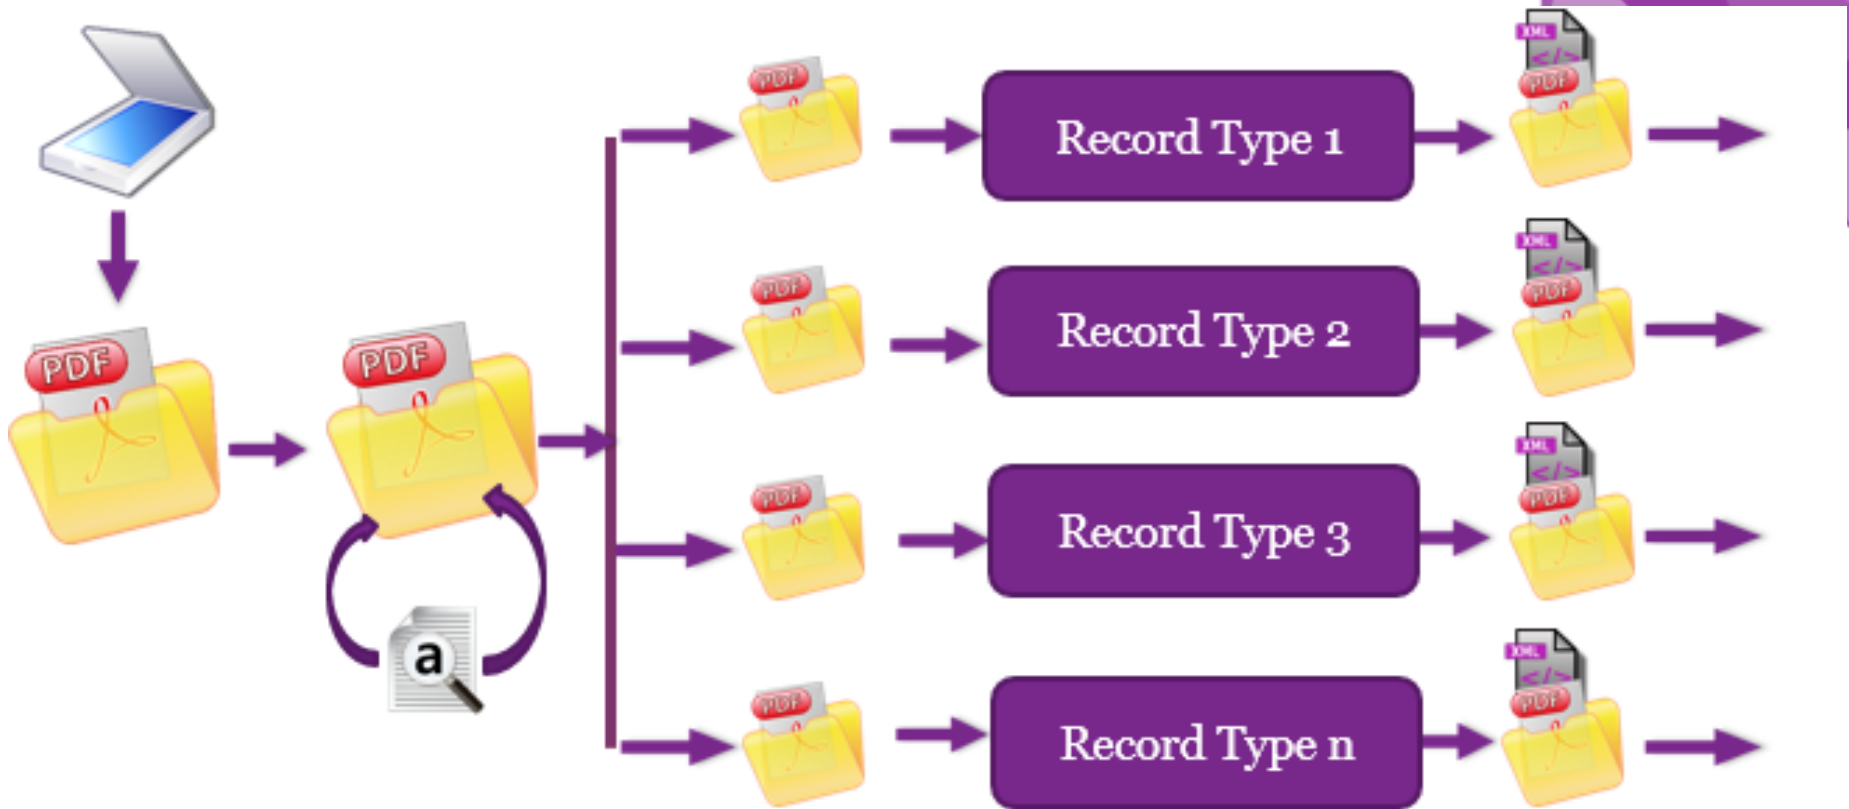 PDF
XML
</>
PDF
Record Type 1
PDF
XML
</>
PDF
Record Type 2
PDF
PDF
PDF
XML
</>
PDF
Record Type 3
PDF
a
XML
</>
PDF
Record Type n
PDF